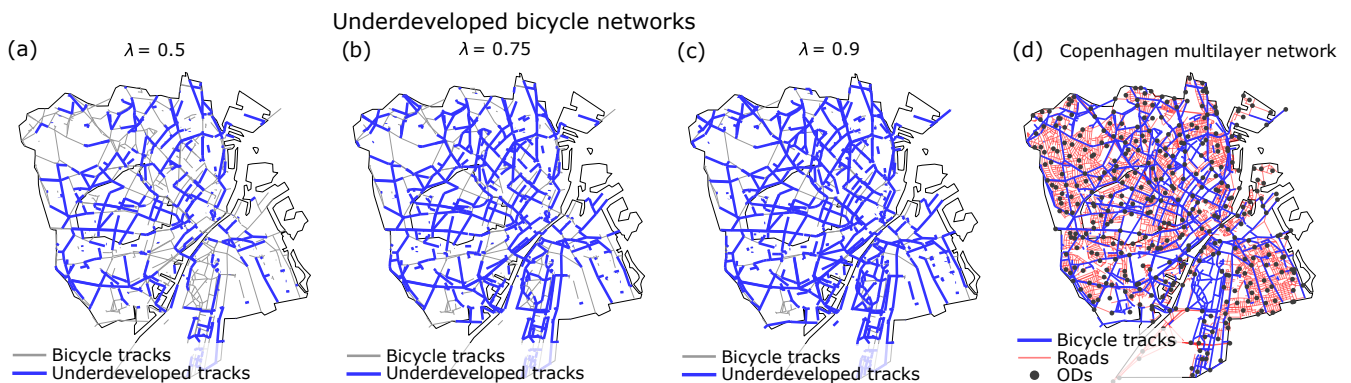 Underdeveloped bicycle networks
(a) λ = 0.5
(b) λ = 0.75
(c) λ = 0.9
(d) Copenhagen multilayer network
Bicycle tracks
Underdeveloped tracks
Bicycle tracks
Underdeveloped tracks
Bicycle tracks
Underdeveloped tracks
Bicycle tracks
Roads
ODs